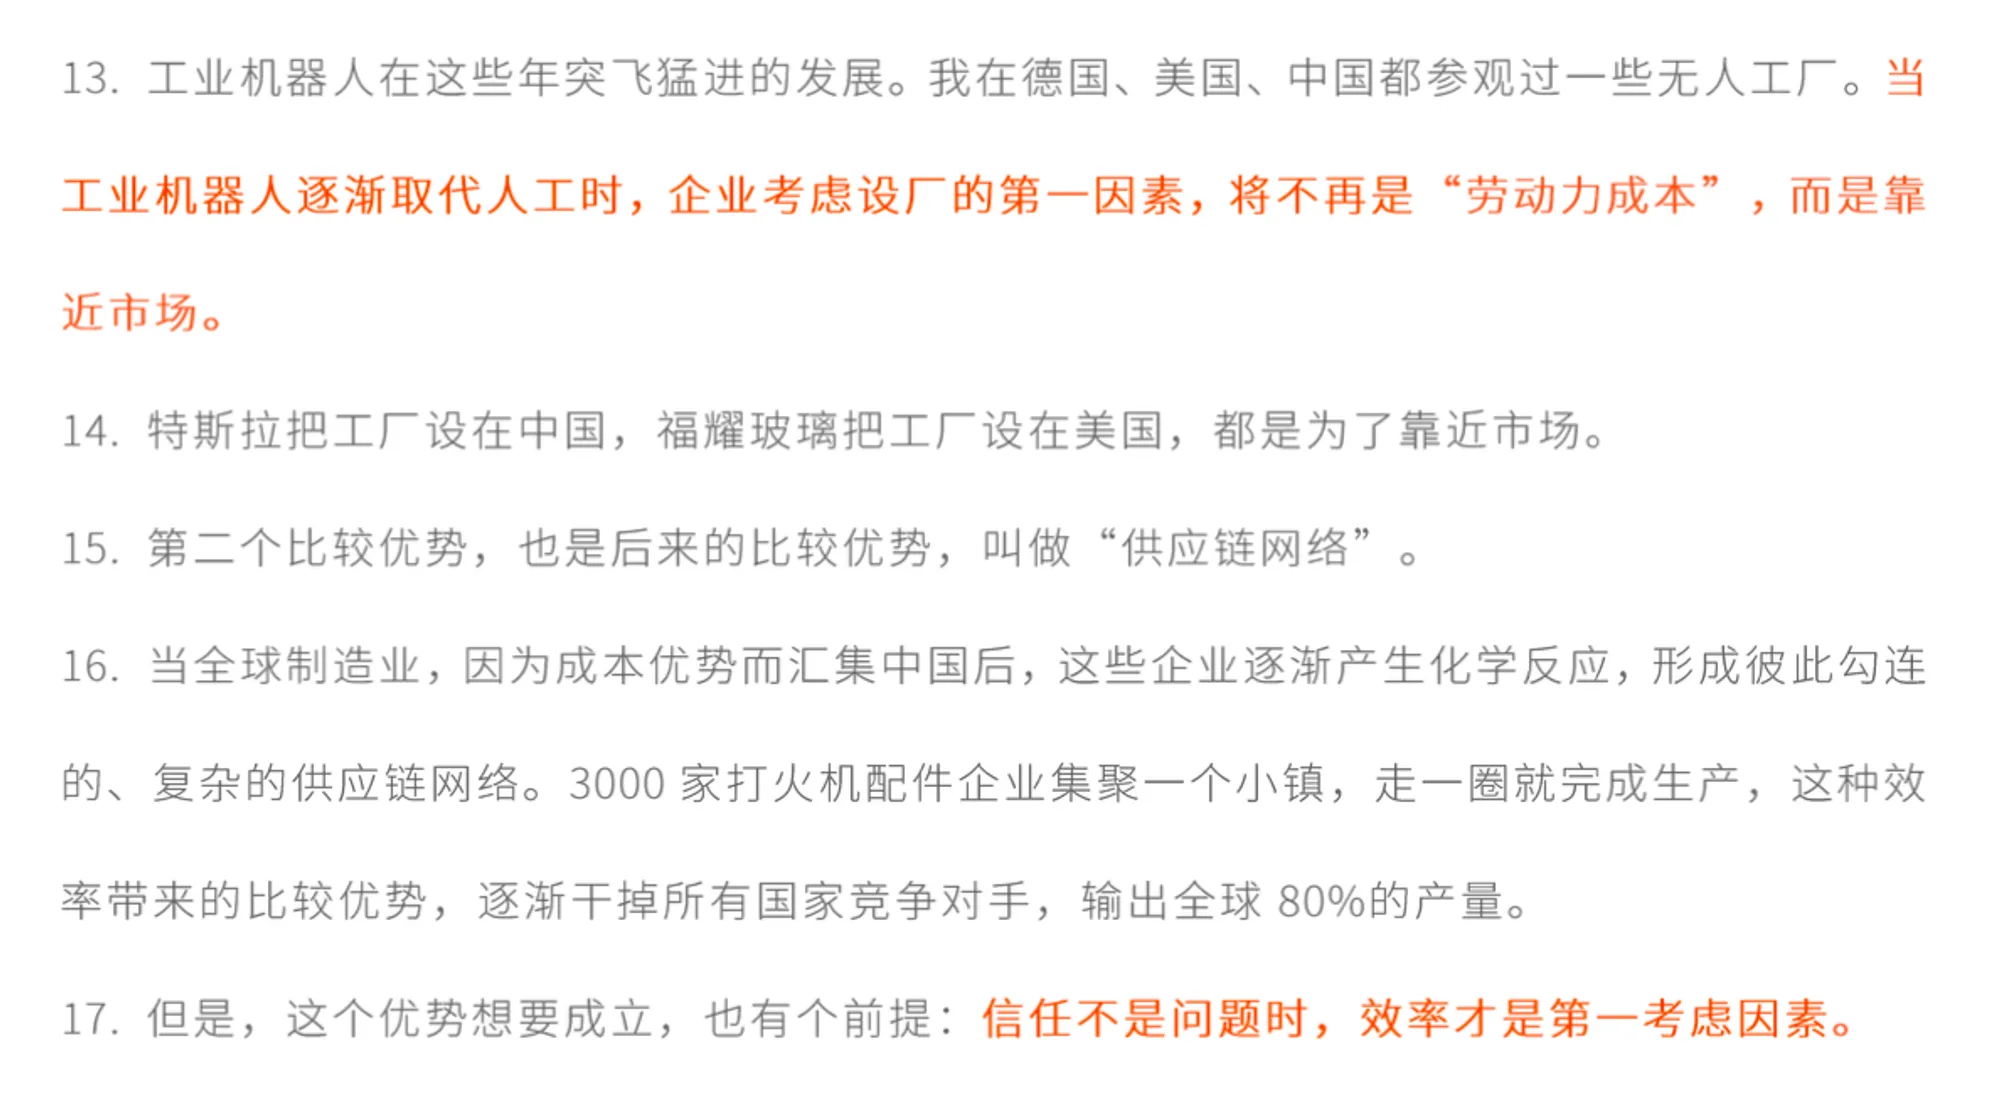 13. 工业机器人在这些年突飞猛进的发展。我在德国、美国、中国都参观过一些无人工厂。当
工业机器人逐渐取代人工时，企业考虑设厂的第一因素，将不再是“劳动力成本”，而是靠
近市场。
14. 特斯拉把工厂设在中国，福耀玻璃把工厂设在美国，都是为了靠近市场。
15. 第二个比较优势，也是后来的比较优势，叫做“供应链网络”。
16. 当全球制造业，因为成本优势而汇集中国后，这些企业逐渐产生化学反应，形成彼此勾连
的、复杂的供应链网络。3000 家打火机配件企业集聚一个小镇，走一圈就完成生产，这种效
率带来的比较优势，逐渐干掉所有国家竞争对手，输出全球 80%的产量。
17. 但是，这个优势想要成立，也有个前提：信任不是问题时，效率才是第一考虑因素。